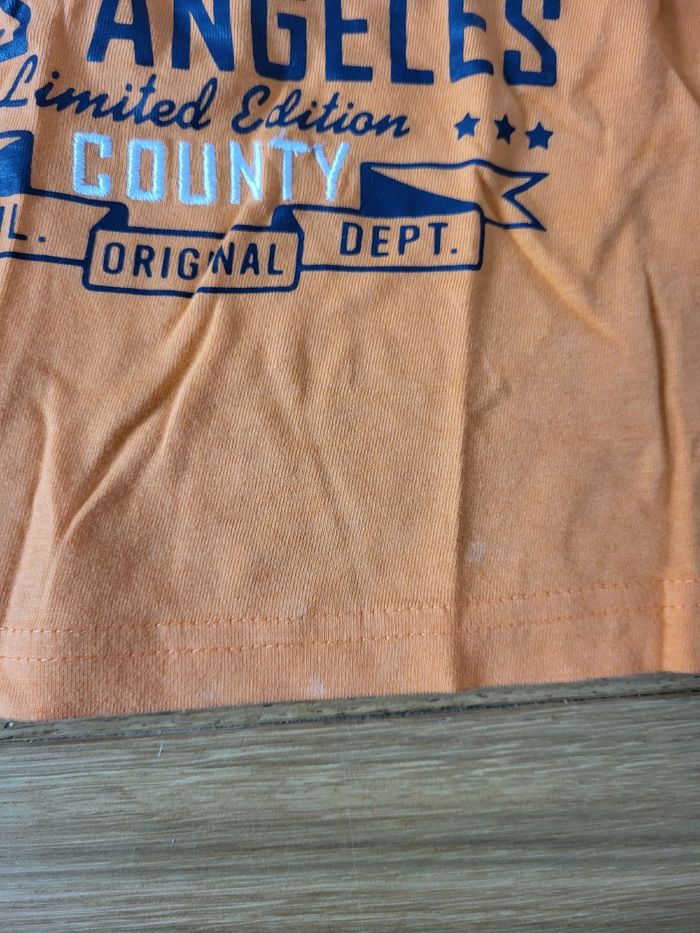 S ANGELES
Limited Edition
COUNTY
L. ORIGINAL DEPT.